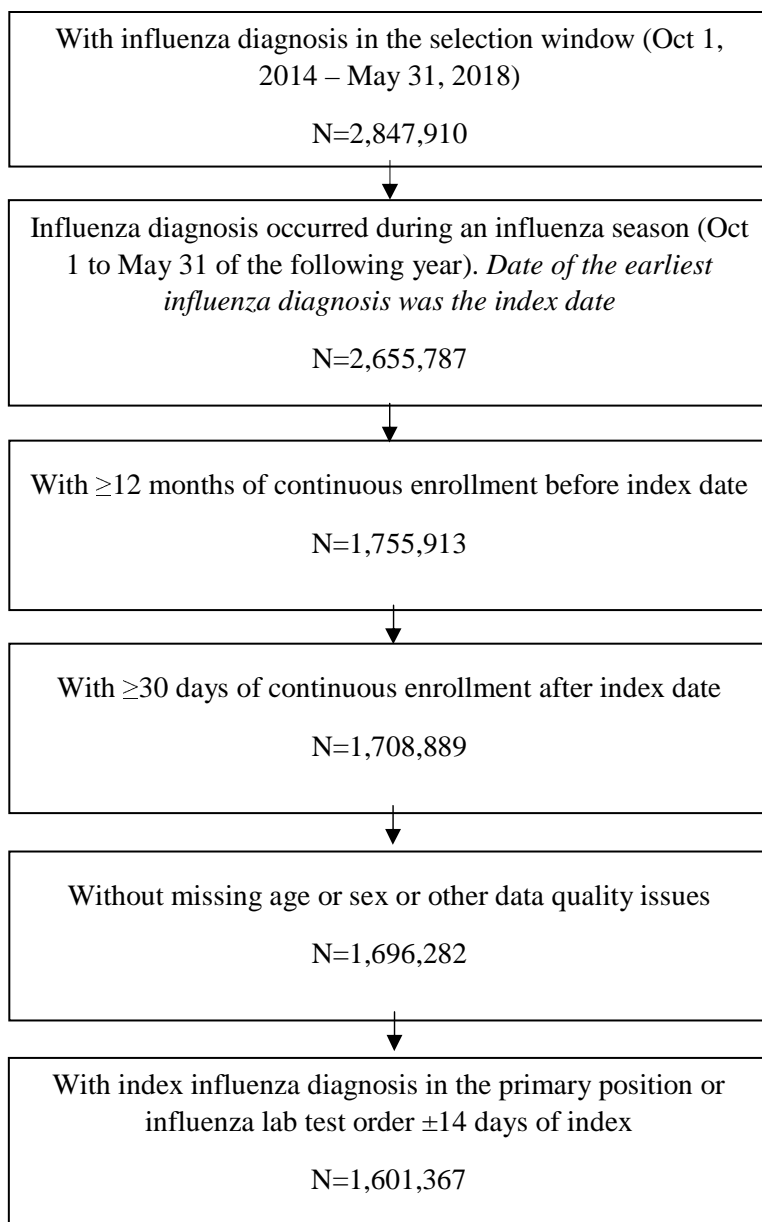 With influenza diagnosis in the selection window (Oct 1,
2014 – May 31, 2018)
N=2,847,910
Influenza diagnosis occurred during an influenza season (Oct
1 to May 31 of the following year). Date of the earliest
influenza diagnosis was the index date
N=2,655,787
With ≥12 months of continuous enrollment before index date
N=1,755,913
With ≥30 days of continuous enrollment after index date
N=1,708,889
Without missing age or sex or other data quality issues
N=1,696,282
With index influenza diagnosis in the primary position or
influenza lab test order ±14 days of index
N=1,601,367